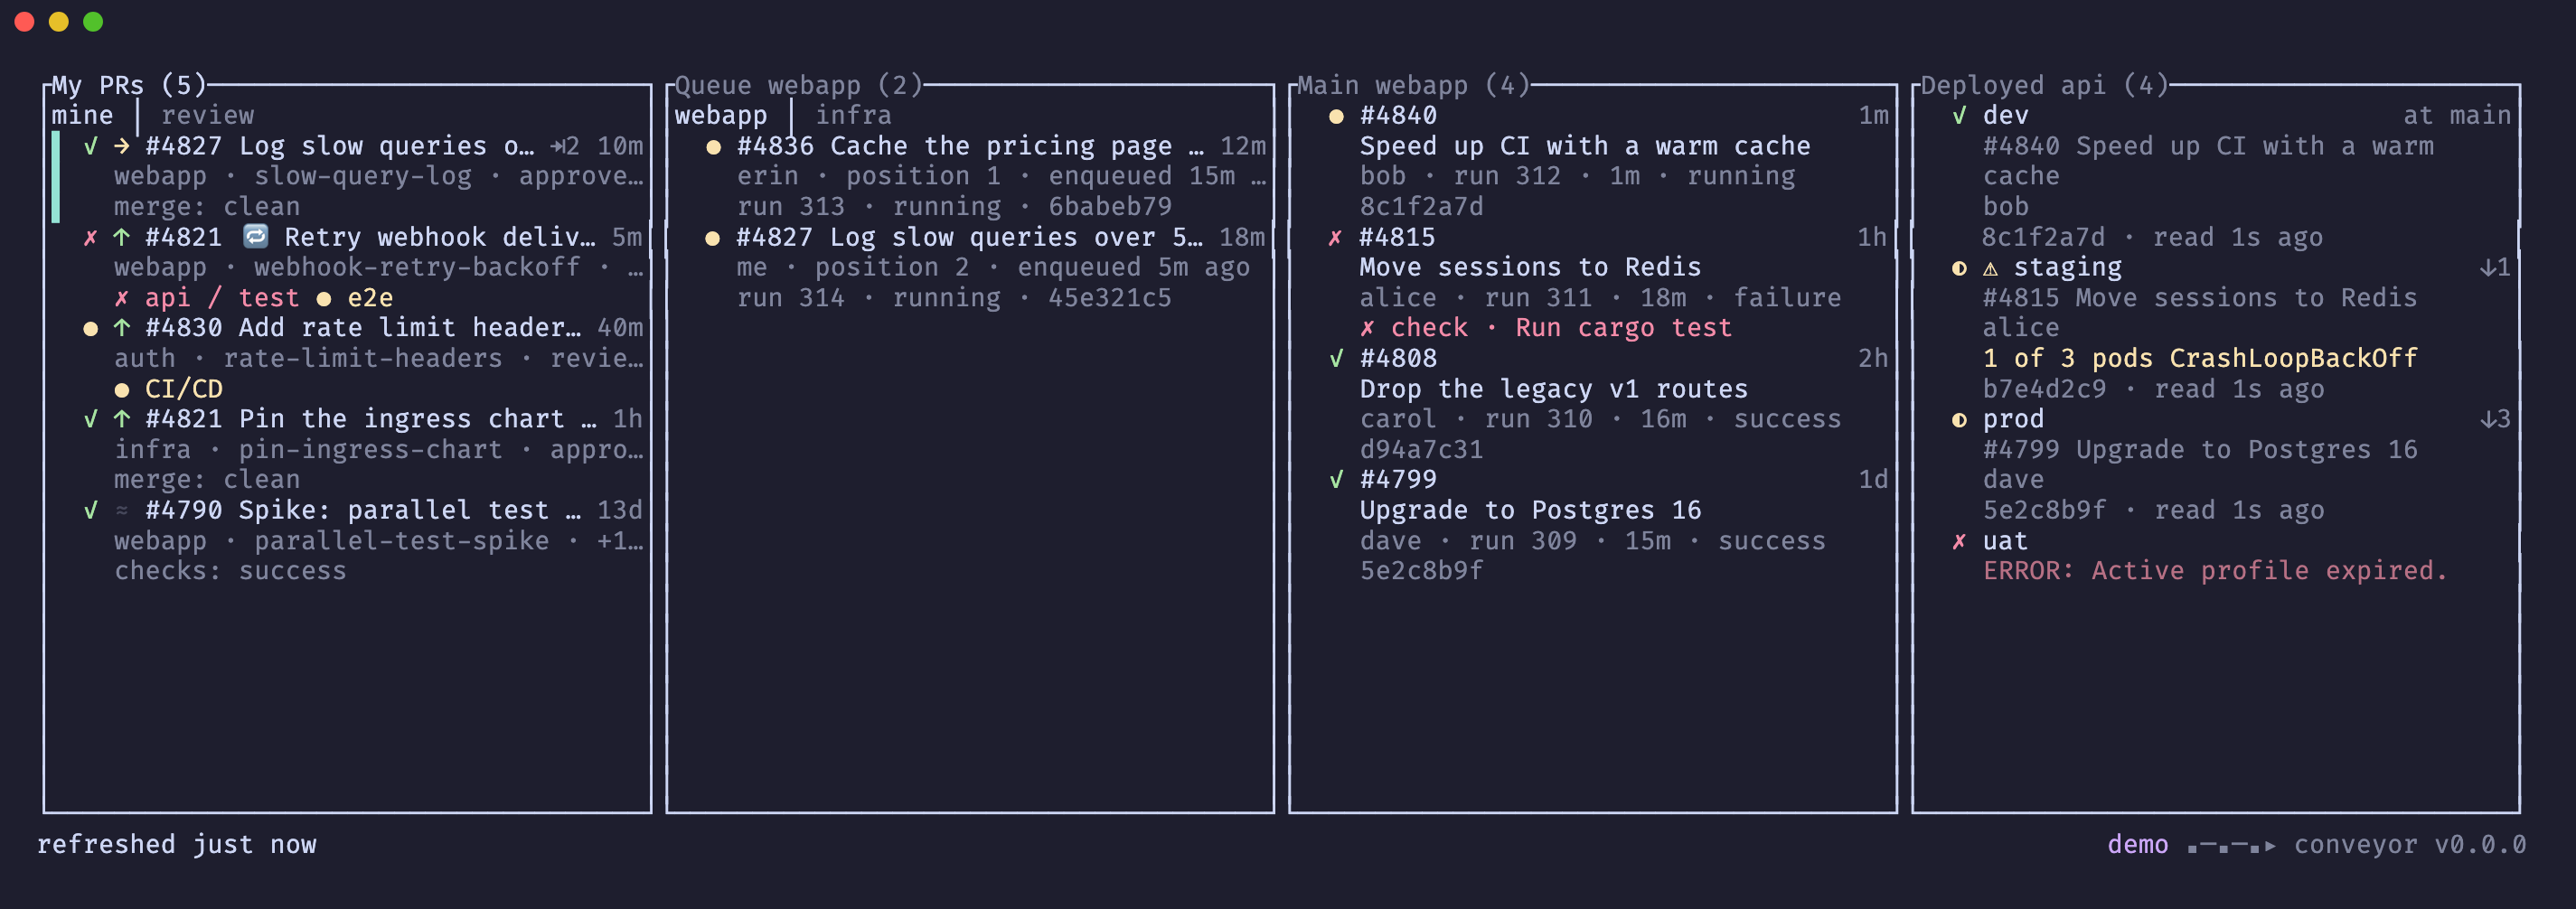 My PRs (5)
mine │ review
✓ → #4827 Log slow queries o… ⇥2 10m
webapp · slow-query-log · approve…
merge: clean
✗ ↑ #4821 🔁 Retry webhook deliv… 5m
webapp · webhook-retry-backoff · …
✗ api / test ● e2e
● ↑ #4830 Add rate limit header… 40m
auth · rate-limit-headers · revie…
● CI/CD
✓ ↑ #4821 Pin the ingress chart … 1h
infra · pin-ingress-chart · appro…
merge: clean
✓ ≈ #4790 Spike: parallel test … 13d
webapp · parallel-test-spike · +1…
checks: success
Queue webapp (2)
webapp │ infra
● #4836 Cache the pricing page … 12m
erin · position 1 · enqueued 15m …
run 313 · running · 6babeb79
● #4827 Log slow queries over 5… 18m
me · position 2 · enqueued 5m ago
run 314 · running · 45e321c5
Main webapp (4)
● #4840 1m
Speed up CI with a warm cache
bob · run 312 · 1m · running
8c1f2a7d
✗ #4815 1h
Move sessions to Redis
alice · run 311 · 18m · failure
✗ check · Run cargo test
✓ #4808 2h
Drop the legacy v1 routes
carol · run 310 · 16m · success
d94a7c31
✓ #4799 1d
Upgrade to Postgres 16
dave · run 309 · 15m · success
5e2c8b9f
Deployed api (4)
✓ dev at main
#4840 Speed up CI with a warm
cache
bob
8c1f2a7d · read 1s ago
◐ ⚠ staging ↓1
#4815 Move sessions to Redis
alice
1 of 3 pods CrashLoopBackOff
b7e4d2c9 · read 1s ago
◐ prod ↓3
#4799 Upgrade to Postgres 16
dave
5e2c8b9f · read 1s ago
✗ uat
ERROR: Active profile expired.
refreshed just now
demo ▪─▪─▪▸ conveyor v0.0.0